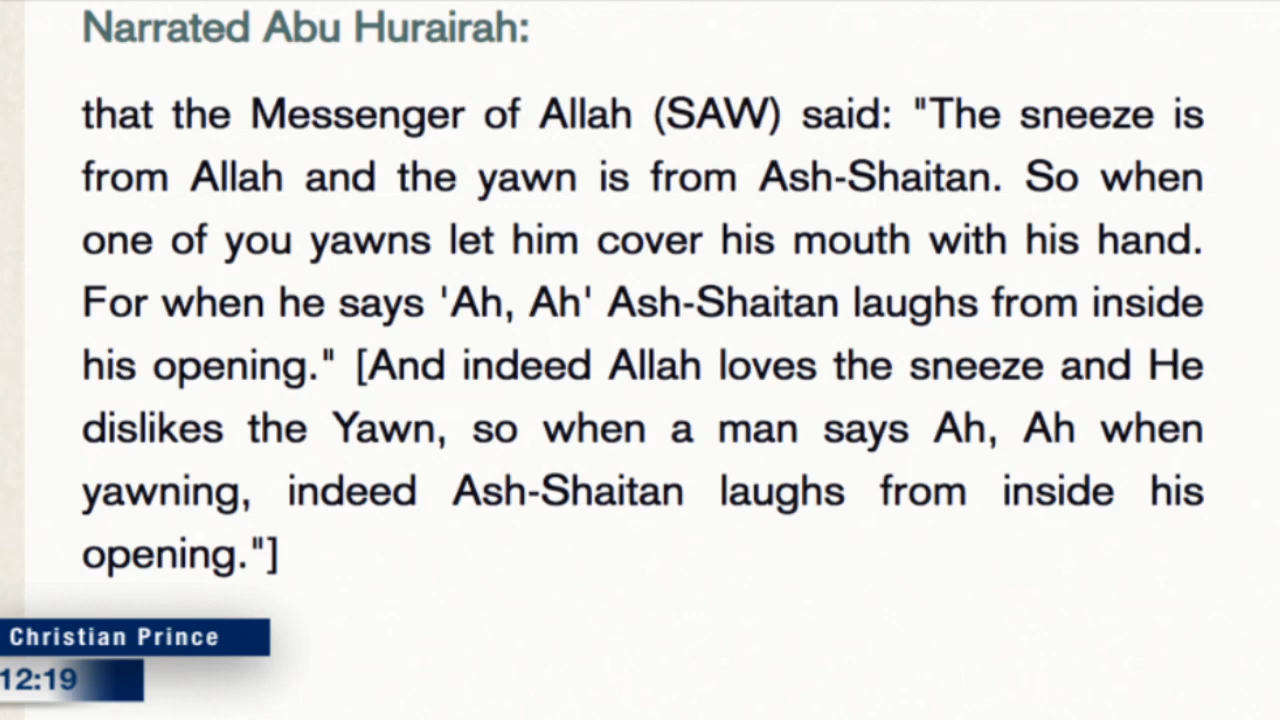 Narrated Abu Hurairah:
that the Messenger of Allah (SAW) said: "The sneeze is
from Allah and the yawn is from Ash-Shaitan. So when
one of you yawns let him cover his mouth with his hand.
For when he says 'Ah, Ah' Ash-Shaitan laughs from inside
his opening." [And indeed Allah loves the sneeze and He
dislikes the Yawn, so when a man says Ah, Ah when
yawning, indeed Ash-Shaitan laughs from inside his
opening."]
Christian Prince
12:19